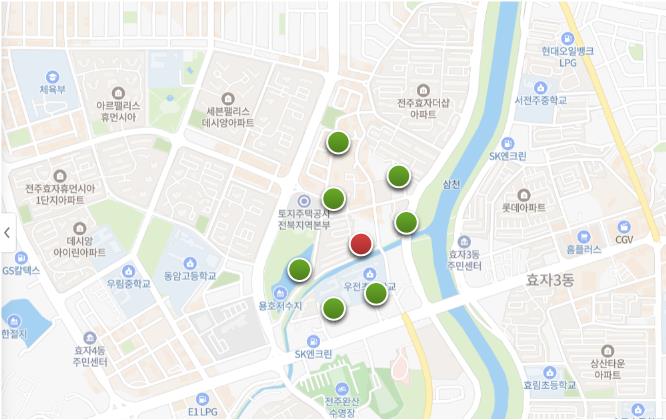 현대오일뱅크
LPG
체육부
아르팰리스
휴먼시아
세븐팰리스
데시앙아파트
전주효자더샵
아파트
서전주중학교
SK엔크린
전주효자휴먼시아
1단지아파트
삼천
롯데아파트
토지주택공사
전북지역본부
데시앙
아이린아파트
CGV
홈플러스
효자3동
주민센터
GS칼텍스
우림중학교
동암고등학교
효자3동
용호저수지
한절지
SK엔크린
효자4동
주민센터
상산타운
아파트
효림초등학교
전주완산
수영장
E1 LPG